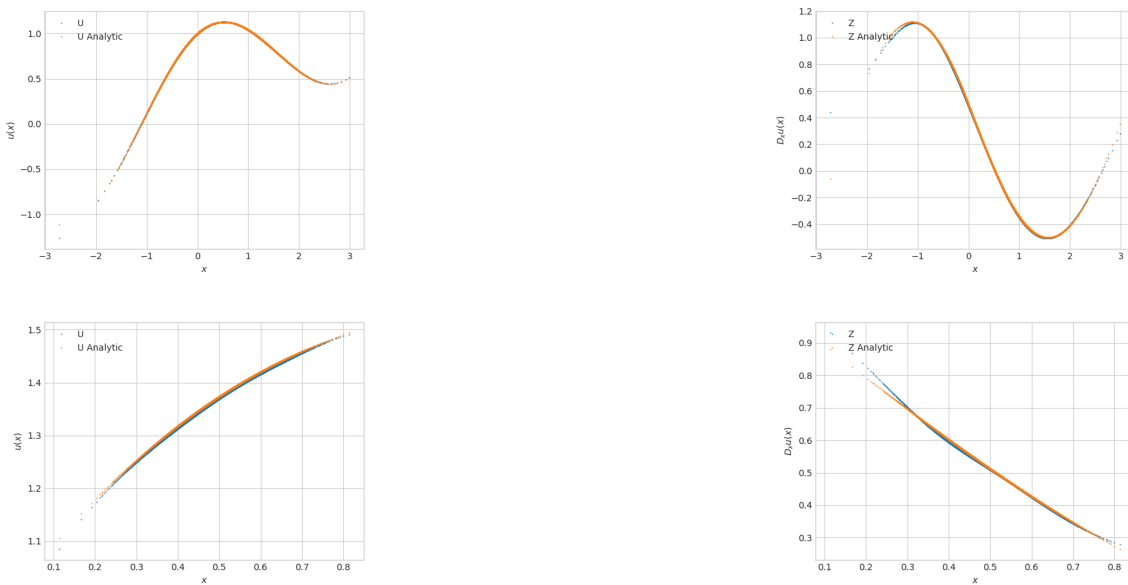 U
U Analytic
1.0
0.5
0.0
−0.5
−1.0
u(x)
−3 −2 −1 0 1 2 3
x
Z
Z Analytic
1.2
1.0
0.8
0.6
0.4
0.2
0.0
−0.2
−0.4
Dₓu(x)
−3 −2 −1 0 1 2 3
x
U
U Analytic
1.5
1.4
1.3
1.2
1.1
u(x)
0.1 0.2 0.3 0.4 0.5 0.6 0.7 0.8
x
Z
Z Analytic
0.9
0.8
0.7
0.6
0.5
0.4
0.3
Dₓu(x)
0.1 0.2 0.3 0.4 0.5 0.6 0.7 0.8
x